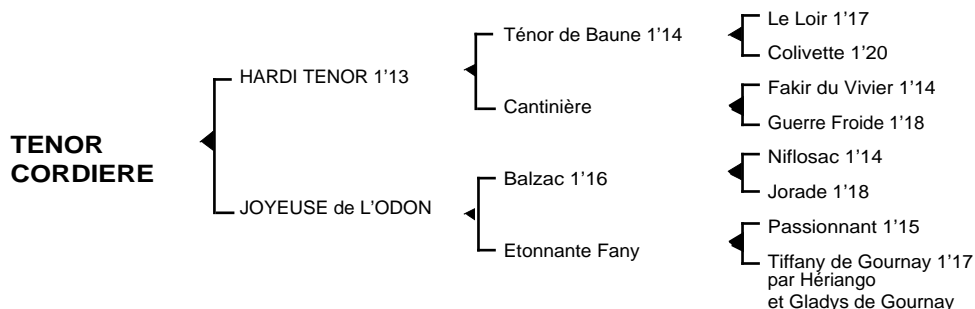 TENOR
CORDIERE
HARDI TENOR 1’13
JOYEUSE de L’ODON
Ténor de Baune 1’14
Cantinière
Balzac 1’16
Etonnante Fany
Le Loir 1’17
Colivette 1’20
Fakir du Vivier 1’14
Guerre Froide 1’18
Niflosac 1’14
Jorade 1’18
Passionnant 1’15
Tiffany de Gournay 1’17
par Hériango
et Gladys de Gournay